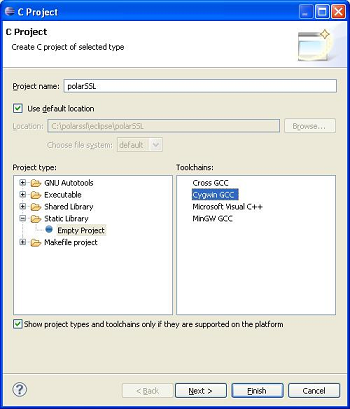 C Project
C Project
Create C project of selected type
Project name: polarSSL
Use default location
Location: C:\polarssl\eclipse\polarSSL Browse...
Choose file system: default
Project type: Toolchains:
GNU Autotools
Executable
Shared Library
Static Library
Empty Project
Makefile project
Cross GCC
Cygwin GCC
Microsoft Visual C++
MinGW GCC
Show project types and toolchains only if they are supported on the platform
? < Back Next > Finish Cancel